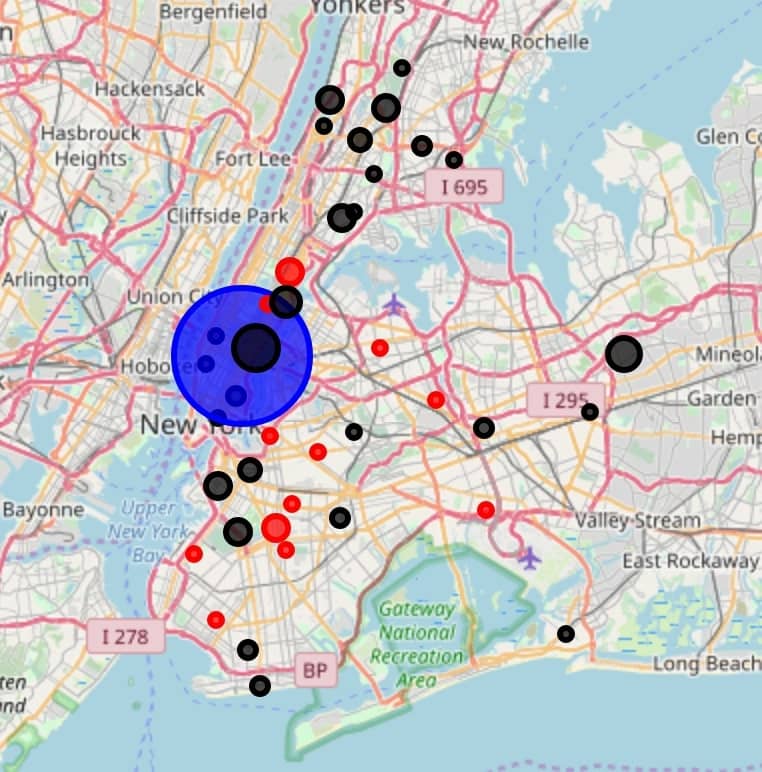 Yonkers
Bergenfield
New Rochelle
Hackensack
Hasbrouck
Heights
Glen Co
Fort Lee
I 695
Cliffside Park
Arlington
Union City
Mineola
Hobo
Garden
I 295
New York
Hemp
Bayonne
Upper
New York
Bay
Valley Stream
East Rockaway
Gateway
National
Recreation
Area
I 278
BP
Long Beach
ten
and